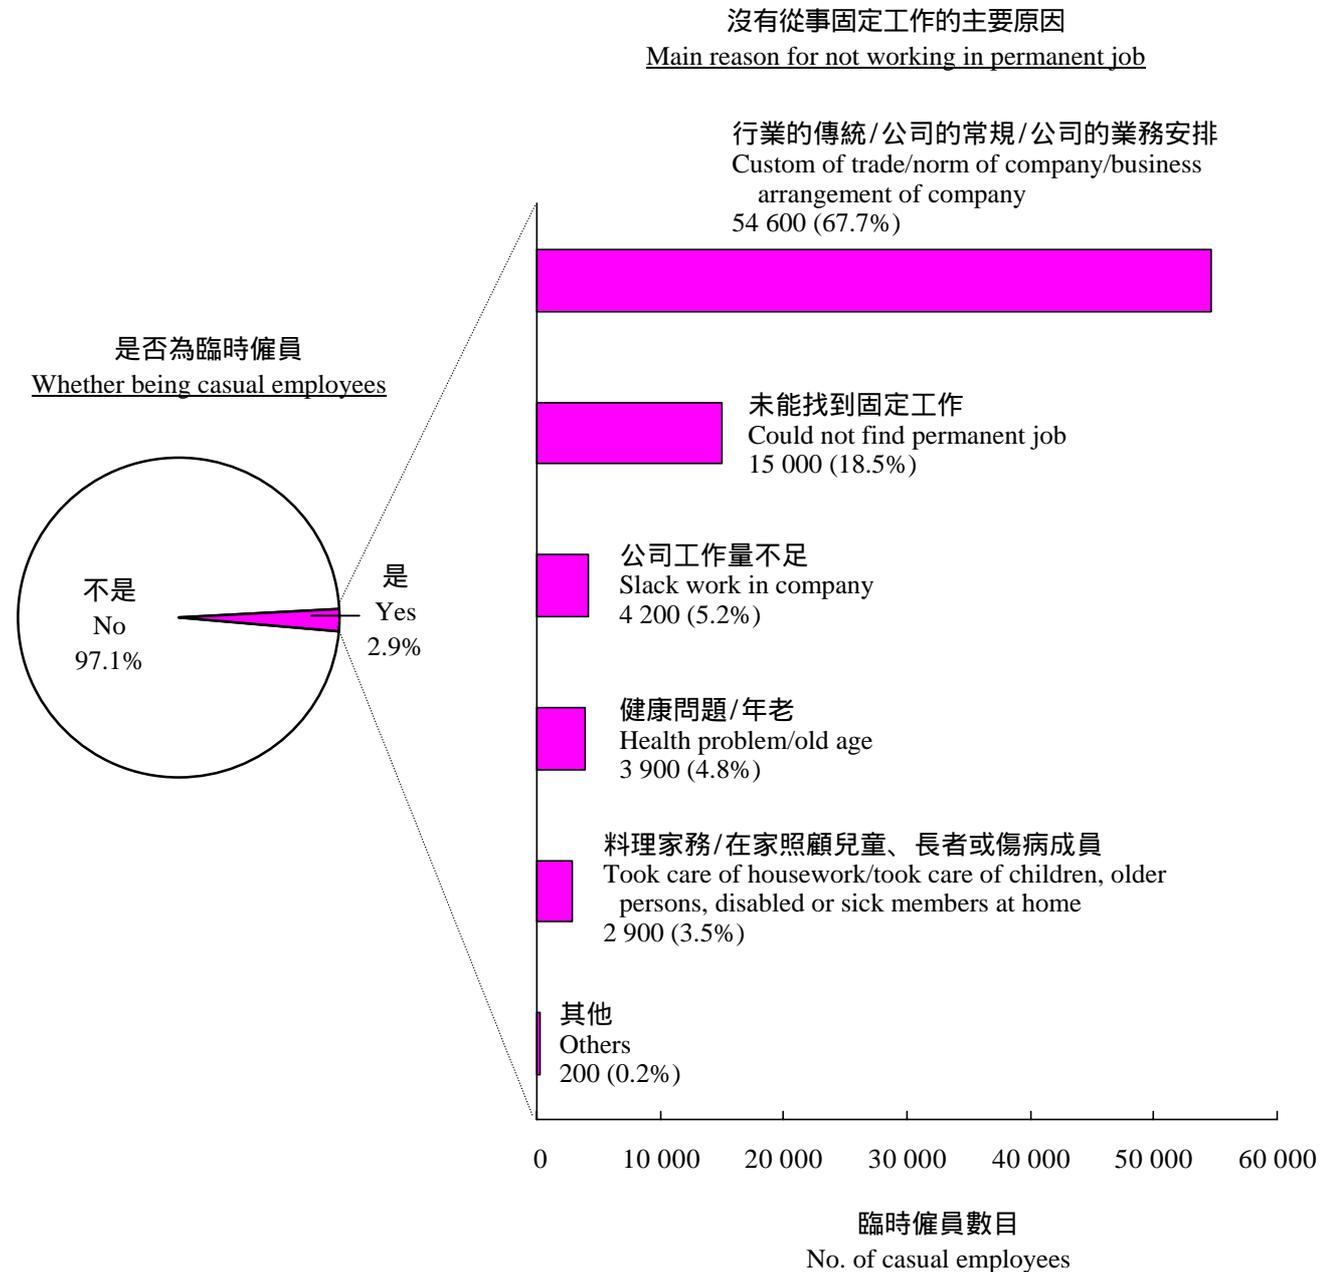 沒有從事固定工作的主要原因
Main reason for not working in permanent job
行業的傳統/公司的常規/公司的業務安排
Custom of trade/norm of company/business
arrangement of company
54 600 (67.7%)
是否為臨時僱員
Whether being casual employees
不是
No
97.1%
是
Yes
2.9%
未能找到固定工作
Could not find permanent job
15 000 (18.5%)
公司工作量不足
Slack work in company
4 200 (5.2%)
健康問題/年老
Health problem/old age
3 900 (4.8%)
料理家務/在家照顧兒童、長者或傷病成員
Took care of housework/took care of children, older
persons, disabled or sick members at home
2 900 (3.5%)
其他
Others
200 (0.2%)
0 10 000 20 000 30 000 40 000 50 000 60 000
臨時僱員數目
No. of casual employees